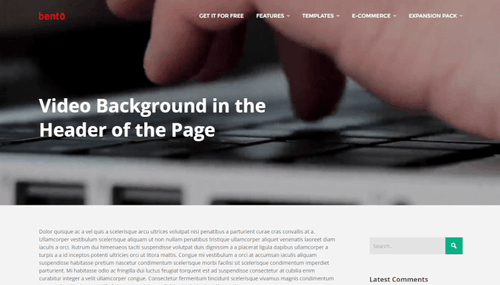 bento
GET IT FOR FREE
FEATURES
TEMPLATES
E-COMMERCE
EXPANSION PACK
Video Background in the
Header of the Page
Dolor quisque ac a vel quis a scelerisque arcu ultrices volutpat nisi penatibus a parturient curae cras convallis at a.
Ullamcorper vestibulum scelerisque aliquam ut non nullam penatibus tristique ullamcorper aliquet venenatis laoreet diam
iaculis a orci. Rutrum dui himenaeos taciti suspendisse volutpat duis dignissim a a placerat ligula dapibus ullamcorper a
turpis a a id inceptos potenti ultricies orci ut litora mattis. Congue mi vestibulum a orci at accumsan iaculis aliquam
suspendisse habitasse pretium nascetur condimentum scelerisque morbi facilisi sit scelerisque condimentum imperdiet
parturient. Mi habitasse odio ac fringilla dui luctus feugiat torquent est ad suspendisse consectetur at cubilia enim
curabitur integer a velit ullamcorper congue. Consectetur fermentum tincidunt scelerisque vivamus magnis condimentum
Search..
Latest Comments